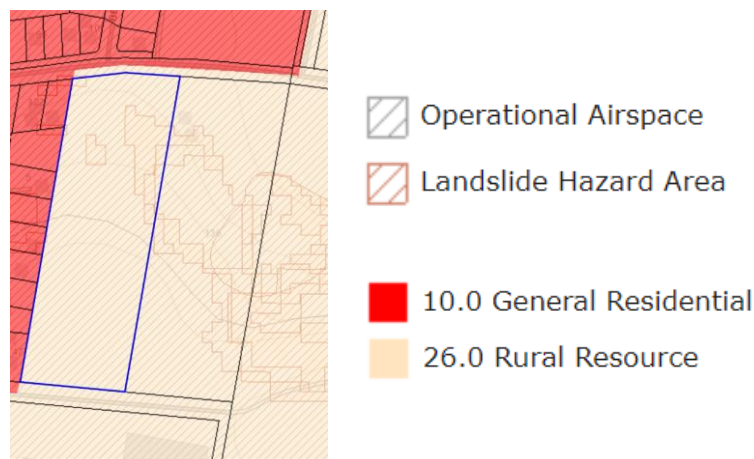 Operational Airspace
Landslide Hazard Area
10.0 General Residential
26.0 Rural Resource